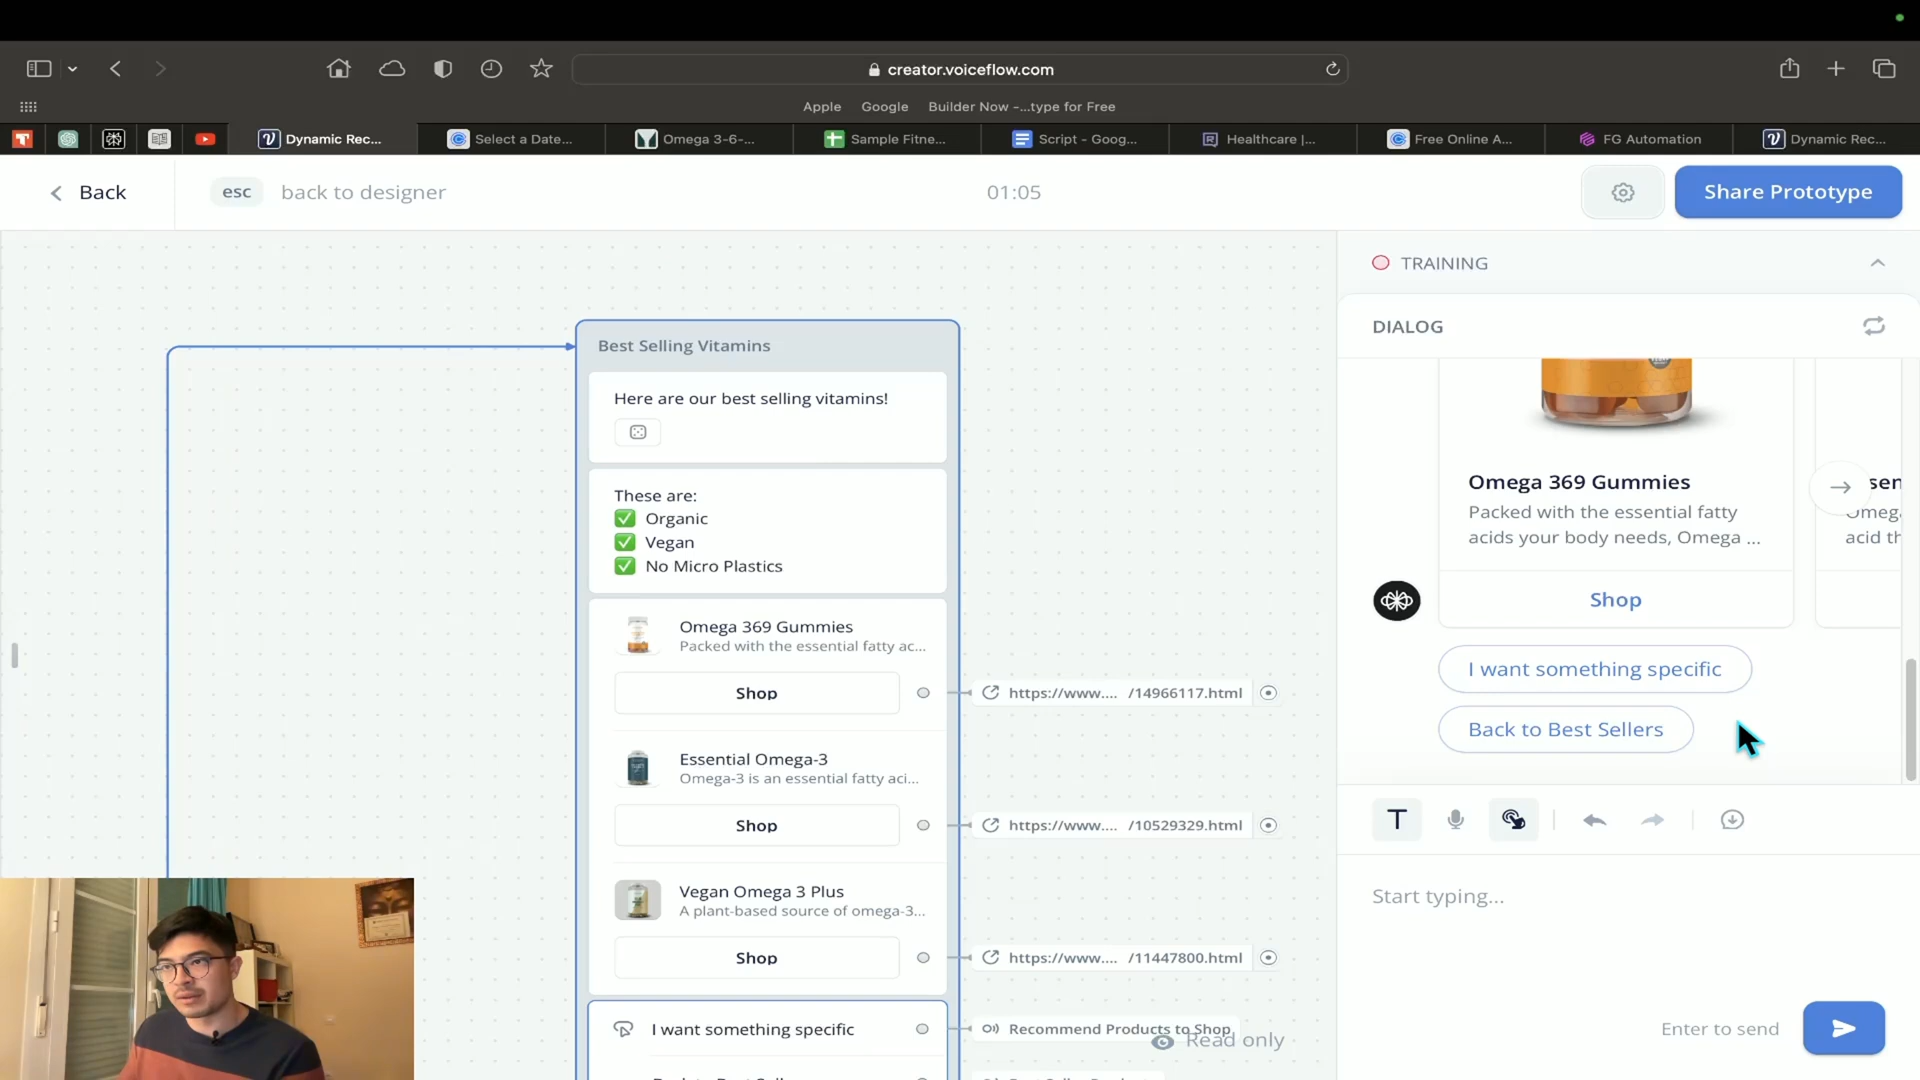 creator.voiceflow.com
Apple
Google
Builder Now -...type for Free
Dynamic Rec...
Select a Date...
Omega 3-6-...
Sample Fitne...
Script - Goog...
Healthcare |...
Free Online A...
FG Automation
Dynamic Rec...
Back
esc
back to designer
01:05
Share Prototype
Best Selling Vitamins
Here are our best selling vitamins!
These are:
✅ Organic
✅ Vegan
✅ No Micro Plastics
Omega 369 Gummies
Packed with the essential fatty ac...
Shop
https://www.... /14966117.html
Essential Omega-3
Omega-3 is an essential fatty aci...
Shop
https://www.... /10529329.html
Vegan Omega 3 Plus
A plant-based source of omega-3...
Shop
https://www.... /11447800.html
I want something specific
Recommend Products to Shop
Read only
TRAINING
DIALOG
Omega 369 Gummies
Packed with the essential fatty
acids your body needs, Omega ...
Shop
I want something specific
Back to Best Sellers
T
Start typing...
Enter to send